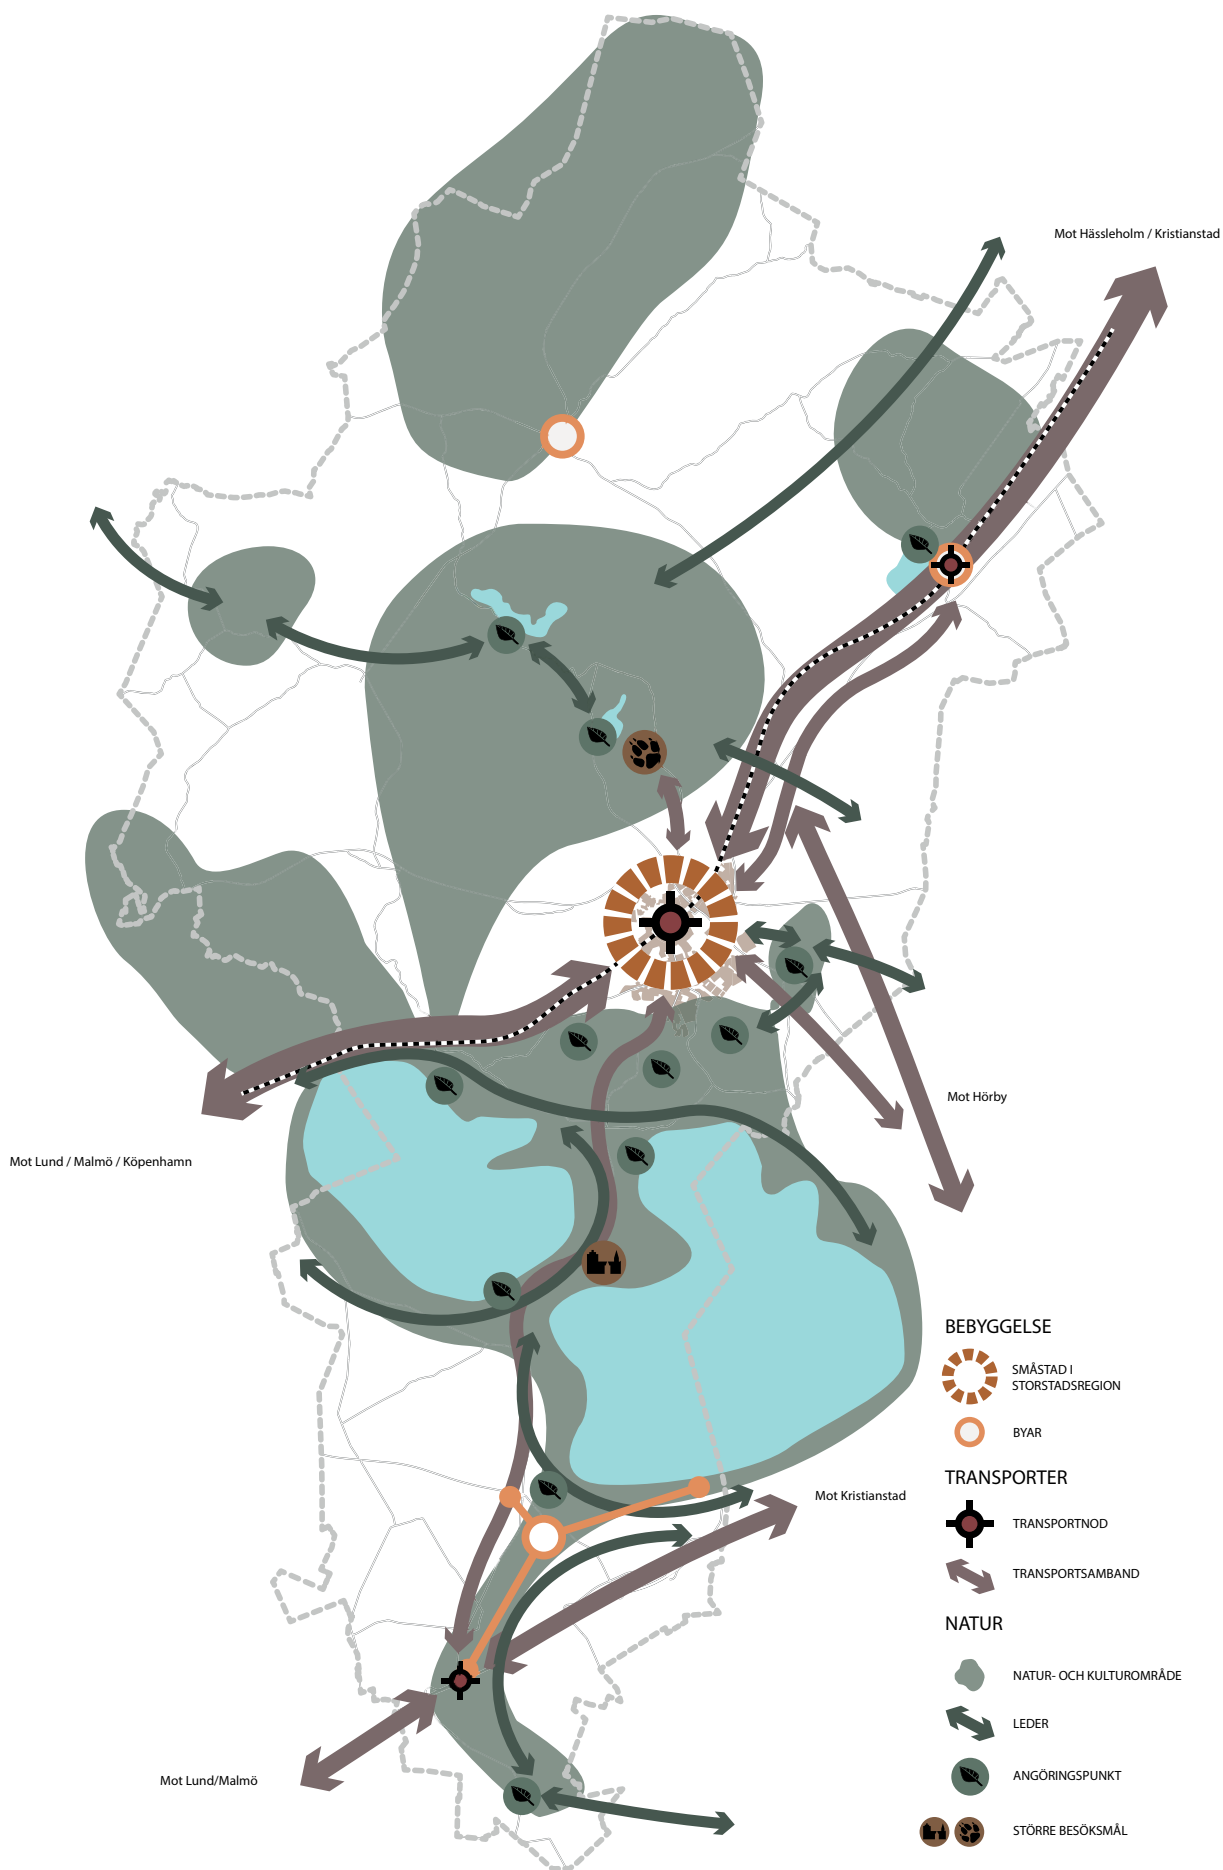 Mot Hässleholm / Kristianstad
Mot Hörby
Mot Lund / Malmö / Köpenhamn
BEBYGGELSE
SMÅSTAD I
STORSTADSREGION
BYAR
TRANSPORTER
Mot Kristianstad
TRANSPORTNOD
TRANSPORTSAMBAND
NATUR
NATUR- OCH KULTUROMRÅDE
LEDER
ANGÖRINGSPUNKT
Mot Lund/Malmö
STÖRRE BESÖKSMÅL